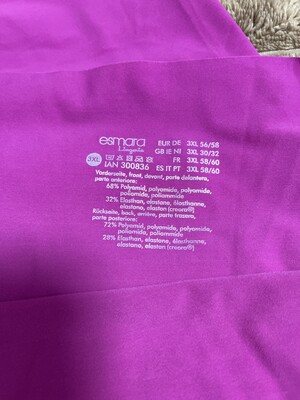 esmara
Lingerie
3XL
IAN 300836
EUR DE 3XL 56/58
GB IE NI 3XL 30/32
FR 3XL 58/60
ES IT PT 3XL 58/60
Vorderseite, front, devant, parte delantera,
parte anteriore:
68% Polyamid, polyamide, polyamide,
poliamida, poliammide
32% Elasthan, elastane, élasthanne,
elastano, elastan (creora®)
Rückseite, back, arrière, parte trasera,
parte posteriore:
72% Polyamid, polyamide, polyamide,
poliamida, poliammide
28% Elasthan, elastane, élasthanne,
elastano, elastan (creora®)